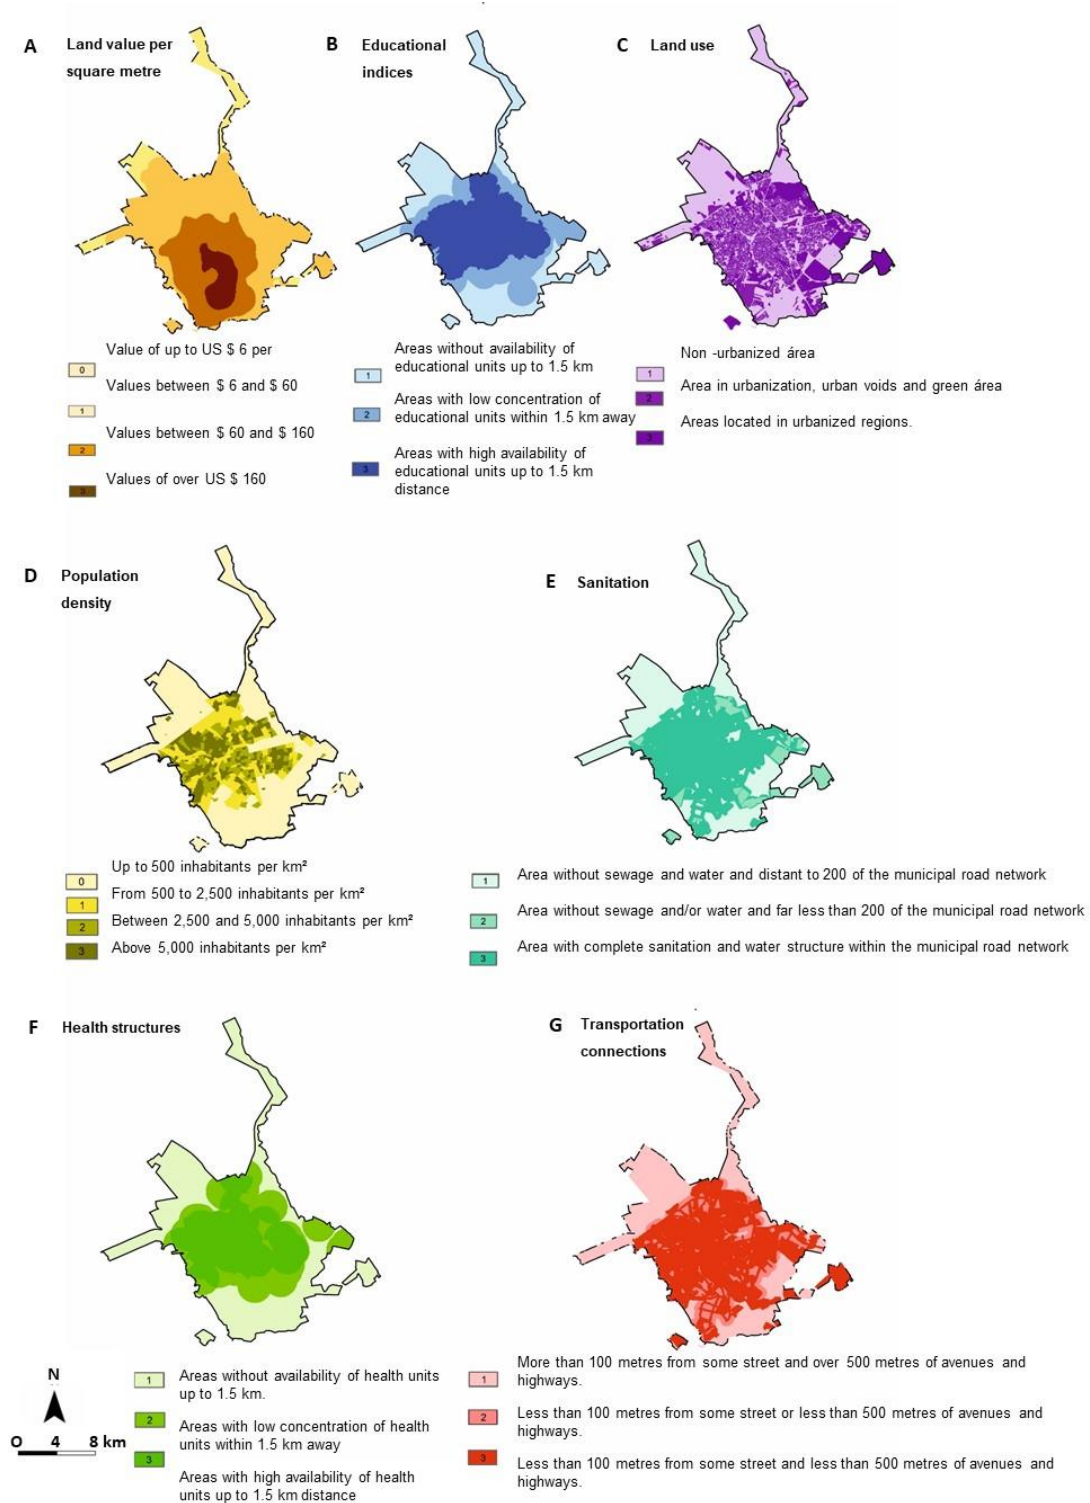 A Land value per
square metre
B Educational
indices
C Land use
Value of up to US $ 6 per
0
Values between $ 6 and $ 60
1
Values between $ 60 and $ 160
2
Values of over US $ 160
3
Areas without availability of
educational units up to 1.5 km
1
Areas with low concentration of
educational units within 1.5 km away
2
Areas with high availability of
educational units up to 1.5 km
distance
3
Non -urbanized área
1
Area in urbanization, urban voids and green área
2
Areas located in urbanized regions.
3
D Population
density
E Sanitation
Up to 500 inhabitants per km²
0
From 500 to 2,500 inhabitants per km²
1
Between 2,500 and 5,000 inhabitants per km²
2
Above 5,000 inhabitants per km²
3
Area without sewage and water and distant to 200 of the municipal road network
1
Area without sewage and/or water and far less than 200 of the municipal road network
2
Area with complete sanitation and water structure within the municipal road network
3
F Health structures
G Transportation
connections
N
O 4 8 km
1
Areas without availability of health units
up to 1.5 km.
2
Areas with low concentration of health
units within 1.5 km away
3
Areas with high availability of health
units up to 1.5 km distance
More than 100 metres from some street and over 500 metres of avenues and
highways.
1
Less than 100 metres from some street or less than 500 metres of avenues and
highways.
2
Less than 100 metres from some street and less than 500 metres of avenues and
highways.
3